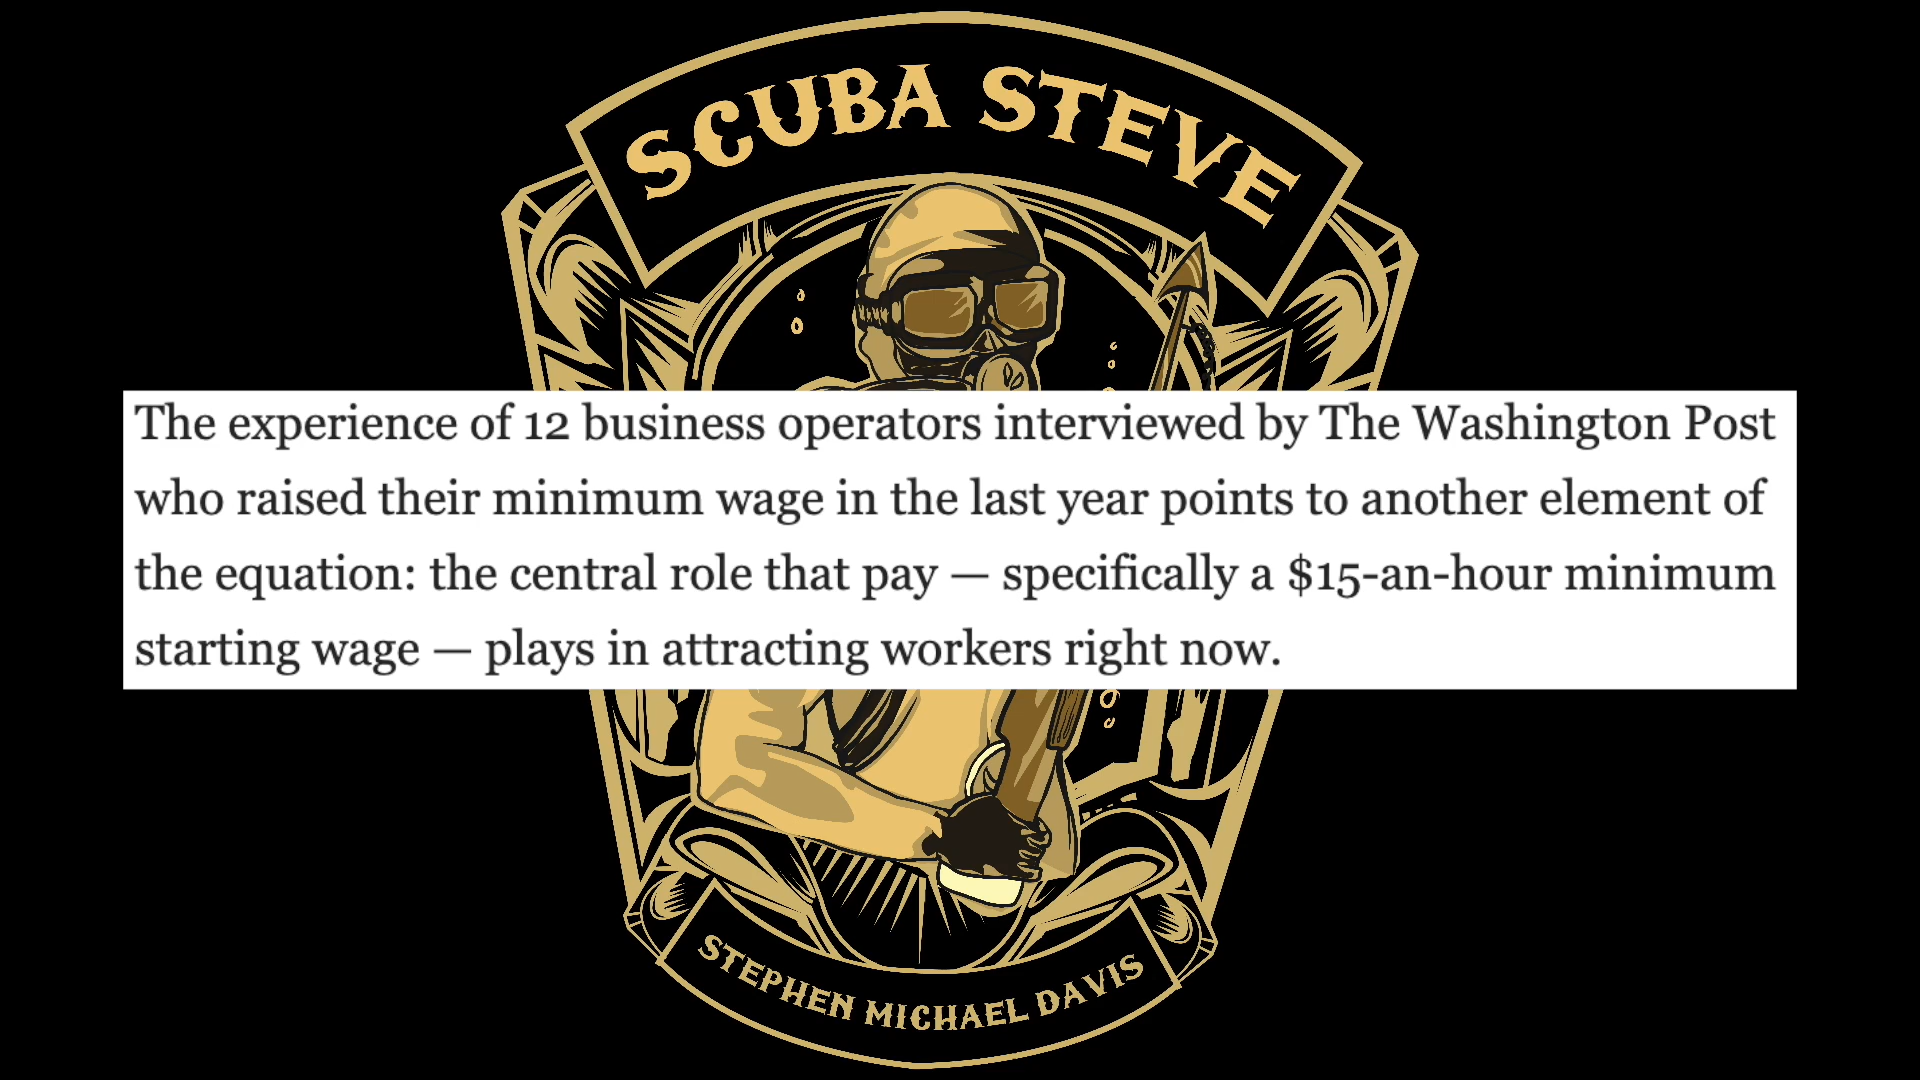 SCUBA STEVE
The experience of 12 business operators interviewed by The Washington Post
who raised their minimum wage in the last year points to another element of
the equation: the central role that pay — specifically a $15-an-hour minimum
starting wage — plays in attracting workers right now.
STEPHEN MICHAEL DAVIS